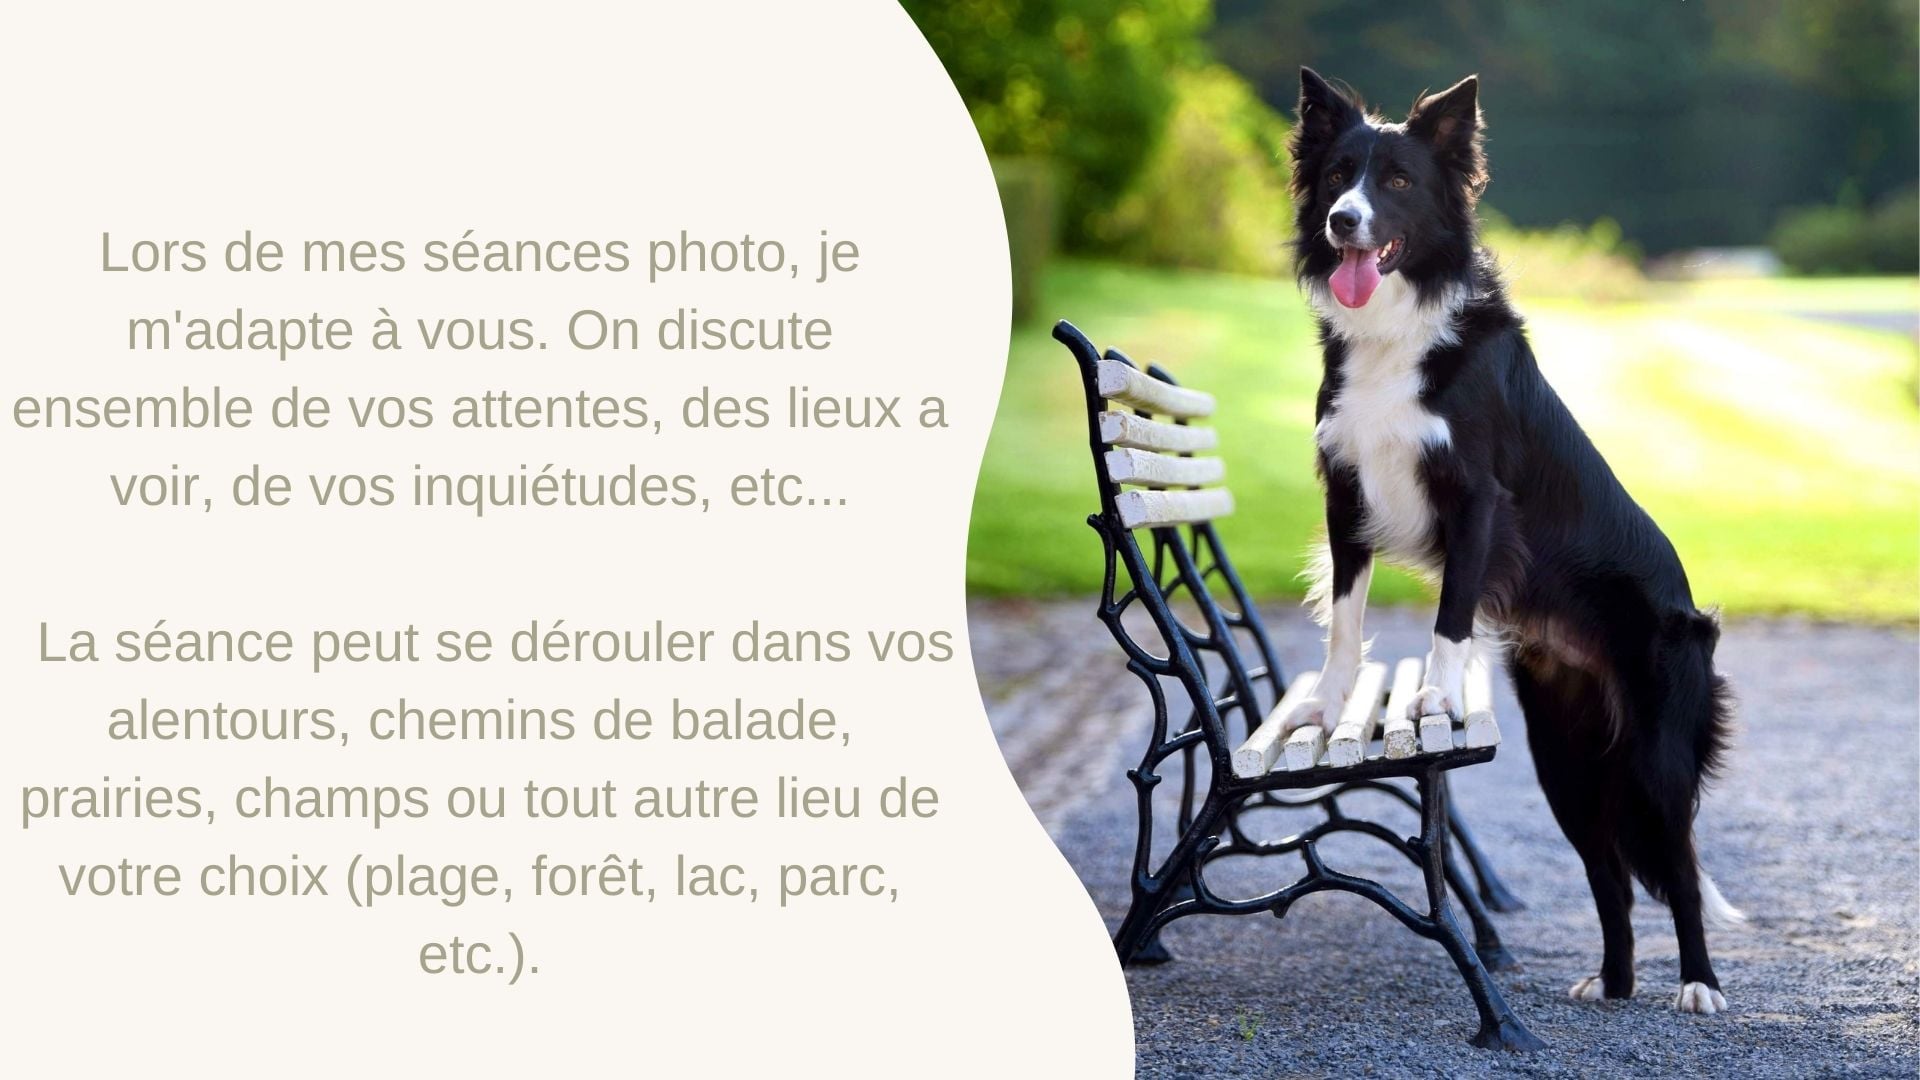 Lors de mes séances photo, je
m'adapte à vous. On discute
ensemble de vos attentes, des lieux a
voir, de vos inquiétudes, etc...
La séance peut se dérouler dans vos
alentours, chemins de balade,
prairies, champs ou tout autre lieu de
votre choix (plage, forêt, lac, parc,
etc.).